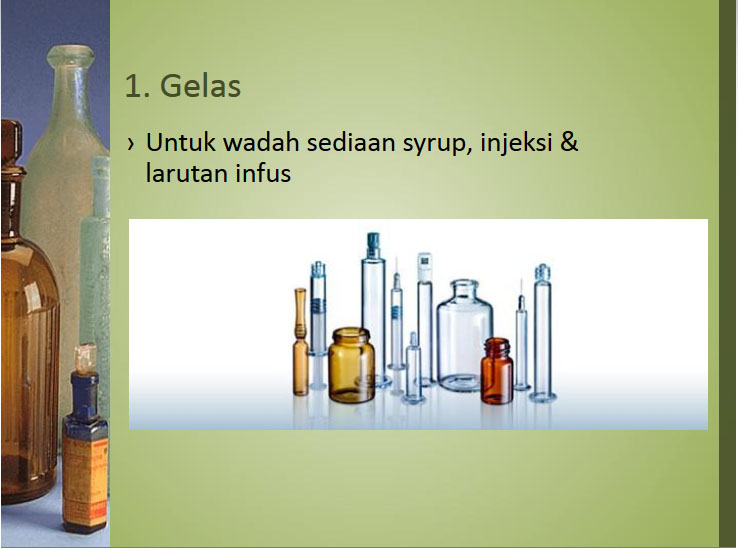 1. Gelas
› Untuk wadah sediaan syrup, injeksi &
larutan infus